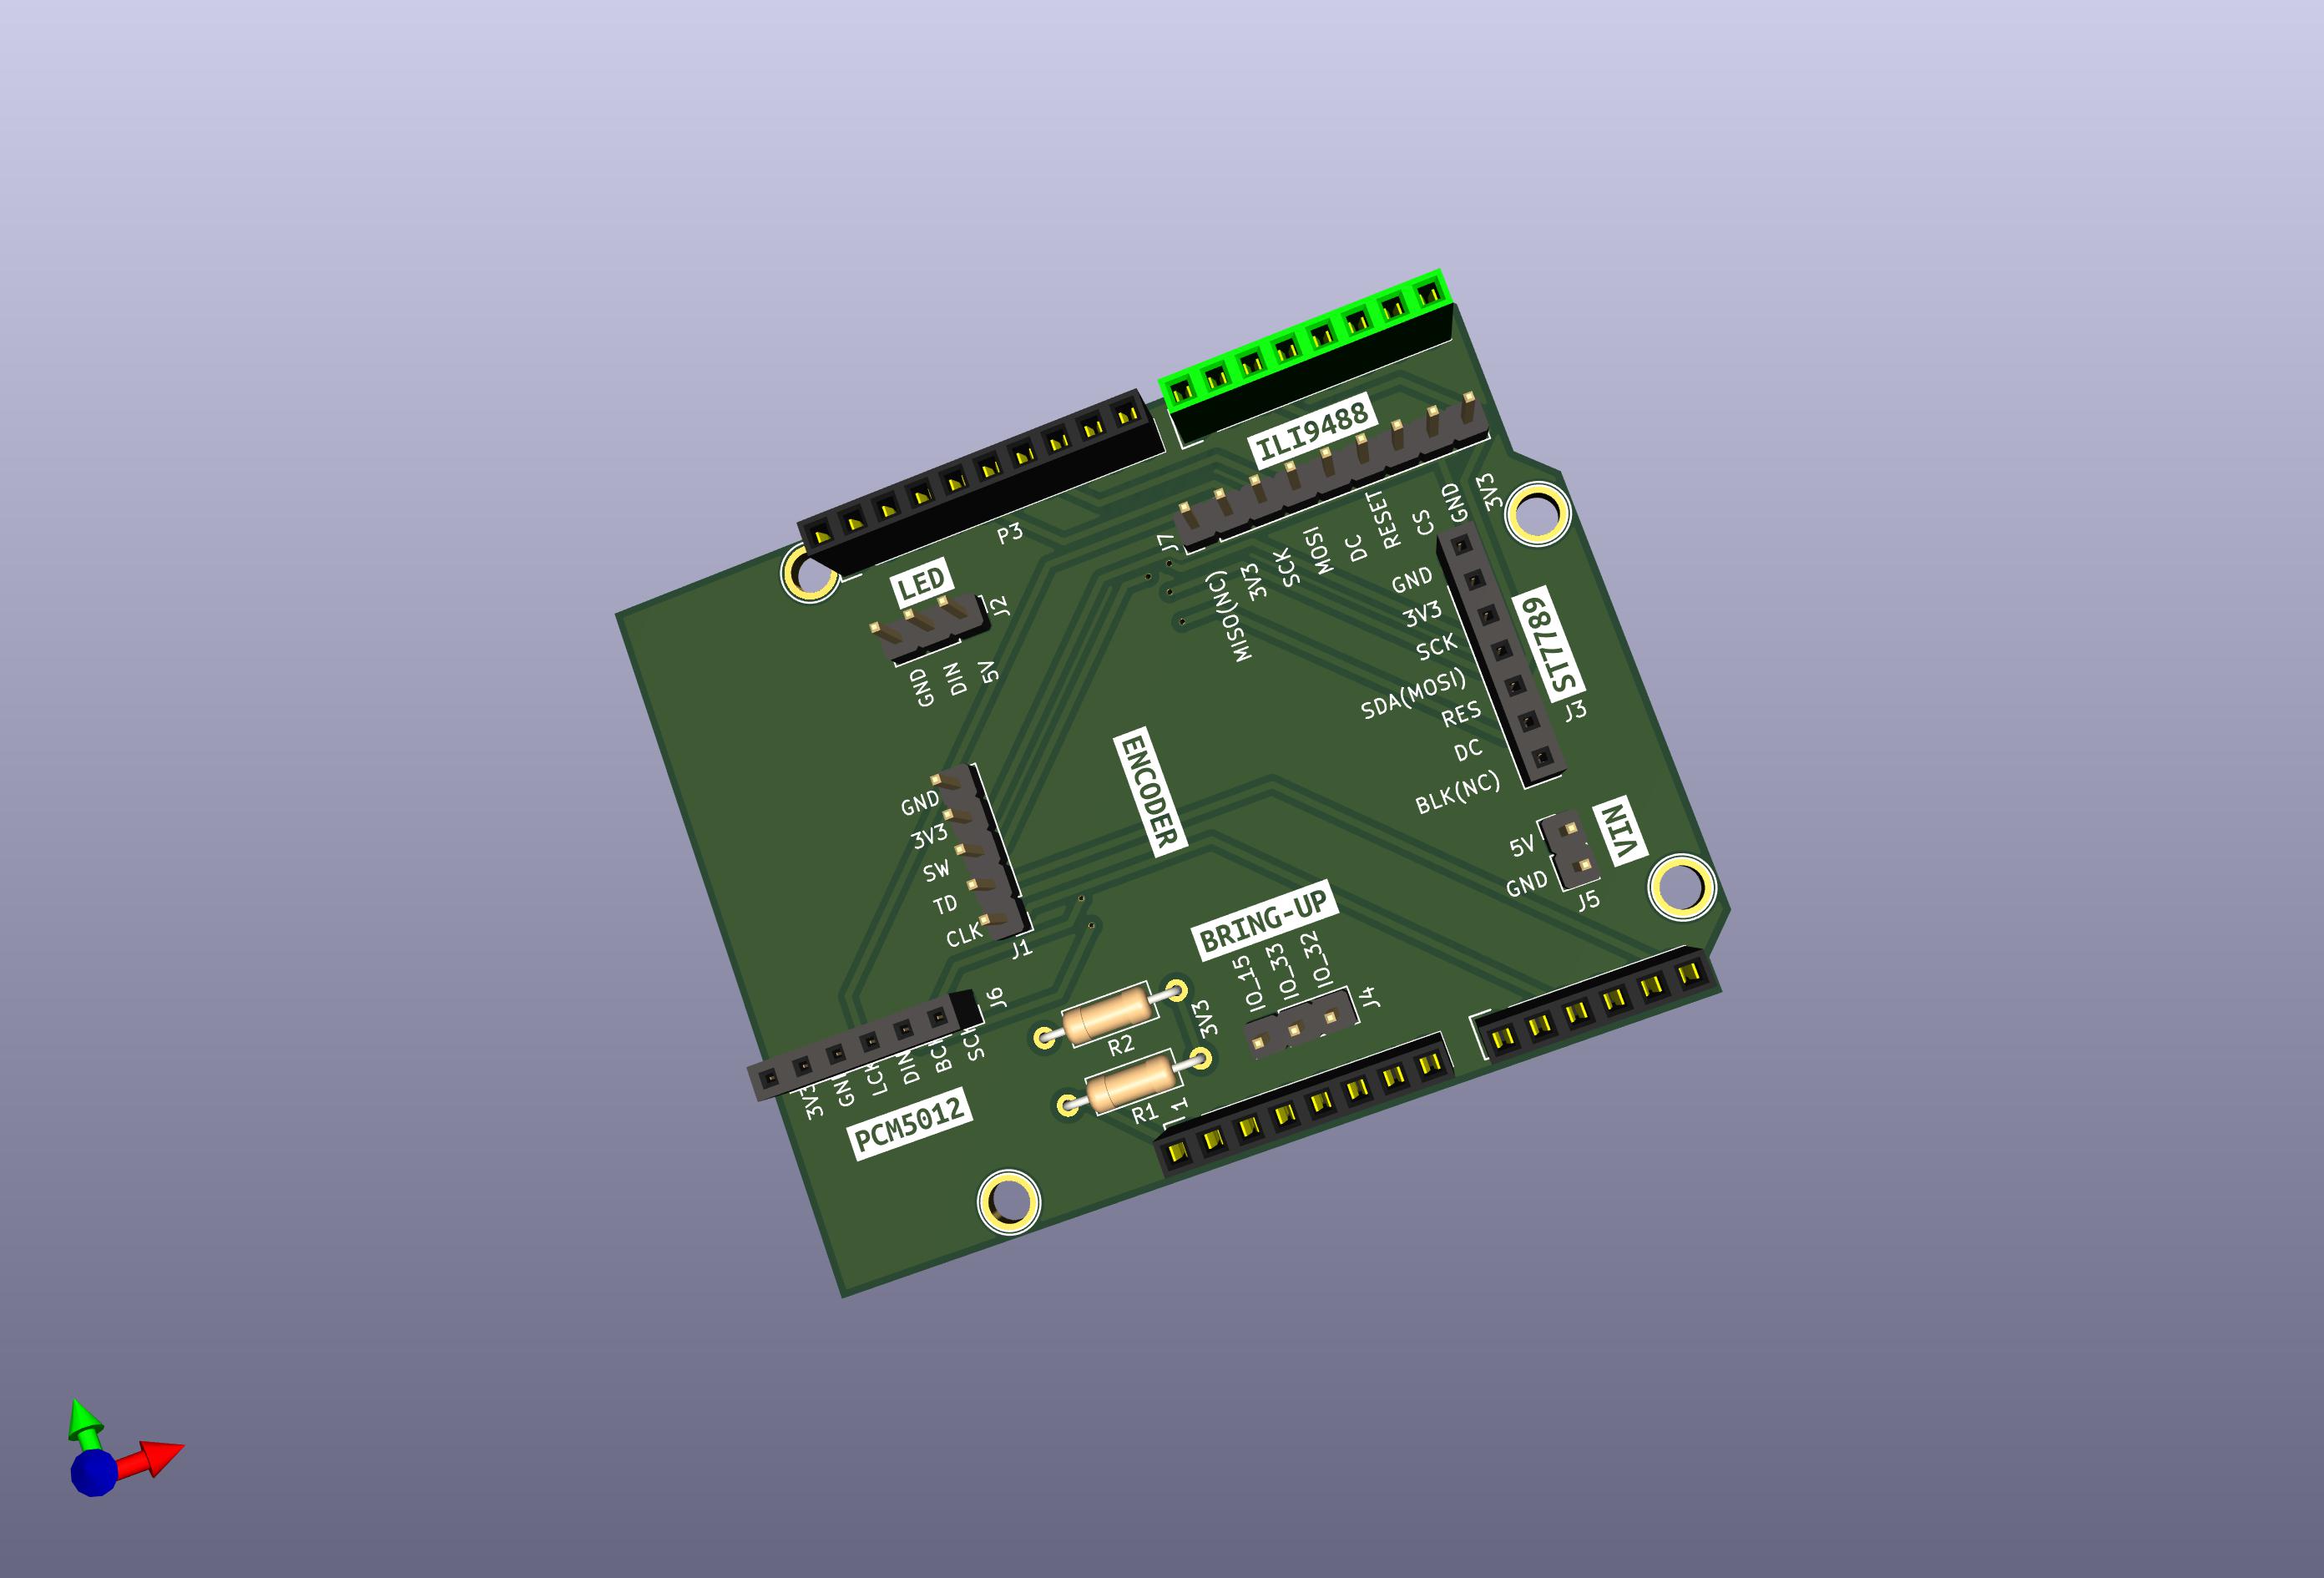 ILI9488
P3
J7
MISO(NC)
3V3
SCK
MOSI
DC
RESET
CS
GND
3V3
LED
J2
GND
DIN
5V
GND
3V3
SCK
SDA(MOSI)
RES
DC
BLK(NC)
ST7789
J3
ENCODER
GND
3V3
SW
TD
CLK
J1
5V
GND
VIN
J5
BRING-UP
IO_15
IO_33
IO_32
J4
J6
3V3
DIN
PCM5012
R2
3V3
R1